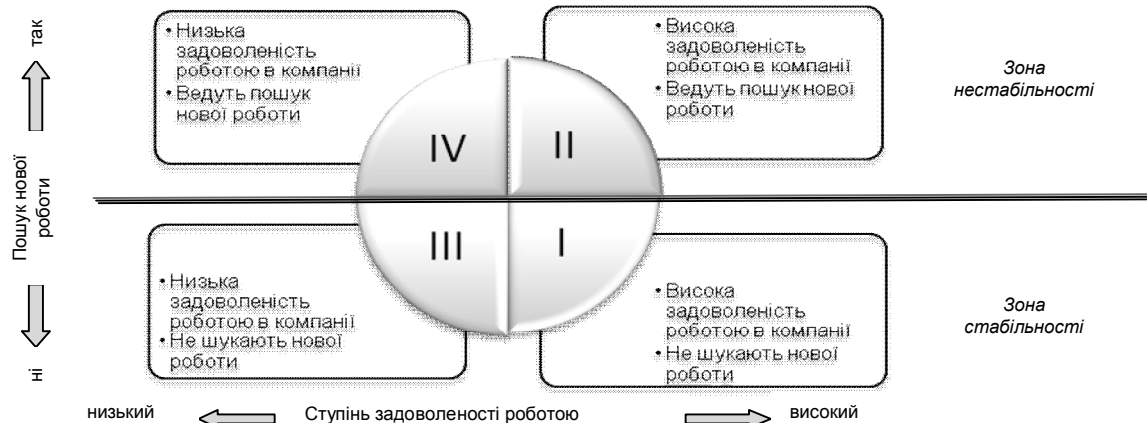 так
Пошук нової
роботи
ні
• Низька
задоволеність
роботою в компанії
• Ведуть пошук
нової роботи
• Висока
задоволеність
роботою в компанії
• Ведуть пошук нової
роботи
Зона
нестабільності
IV
II
III
I
• Низька
задоволеність
роботою в компанії
• Не шукають нової
роботи
• Висока
задоволеність
роботою в компанії
• Не шукають нової
роботи
Зона
стабільності
низький
Ступінь задоволеності роботою
високий